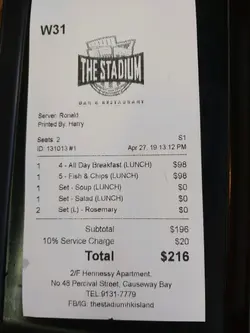 W31
THE STADIUM
BAR & RESTAURANT
Server: Ronald
Printed By: Harry
Seats: 2 S1
ID: 131013 #1 Apr 27, 19 13:12 PM
1 4 - All Day Breakfast (LUNCH) $98
1 5 - Fish & Chips (LUNCH) $98
1 Set - Soup (LUNCH) $0
1 Set - Salad (LUNCH) $0
2 Set (L) - Rosemary $0
Subtotal $196
10% Service Charge $20
Total $216
2/F Hennessy Apartment.
No 48 Percival Street, Causeway Bay
TEL 9131-7779
FB/IG: thestadiumhkisland